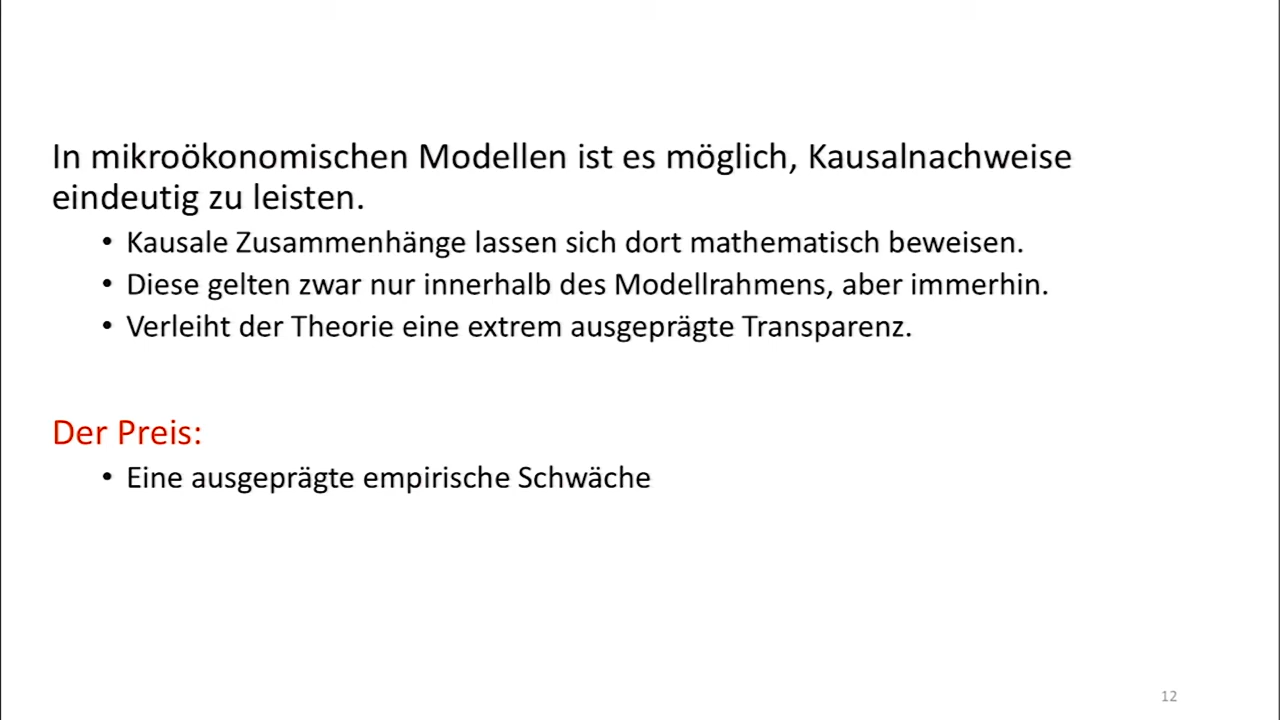 In mikroökonomischen Modellen ist es möglich, Kausalnachweise
eindeutig zu leisten.
• Kausale Zusammenhänge lassen sich dort mathematisch beweisen.
• Diese gelten zwar nur innerhalb des Modellrahmens, aber immerhin.
• Verleiht der Theorie eine extrem ausgeprägte Transparenz.
Der Preis:
• Eine ausgeprägte empirische Schwäche
12